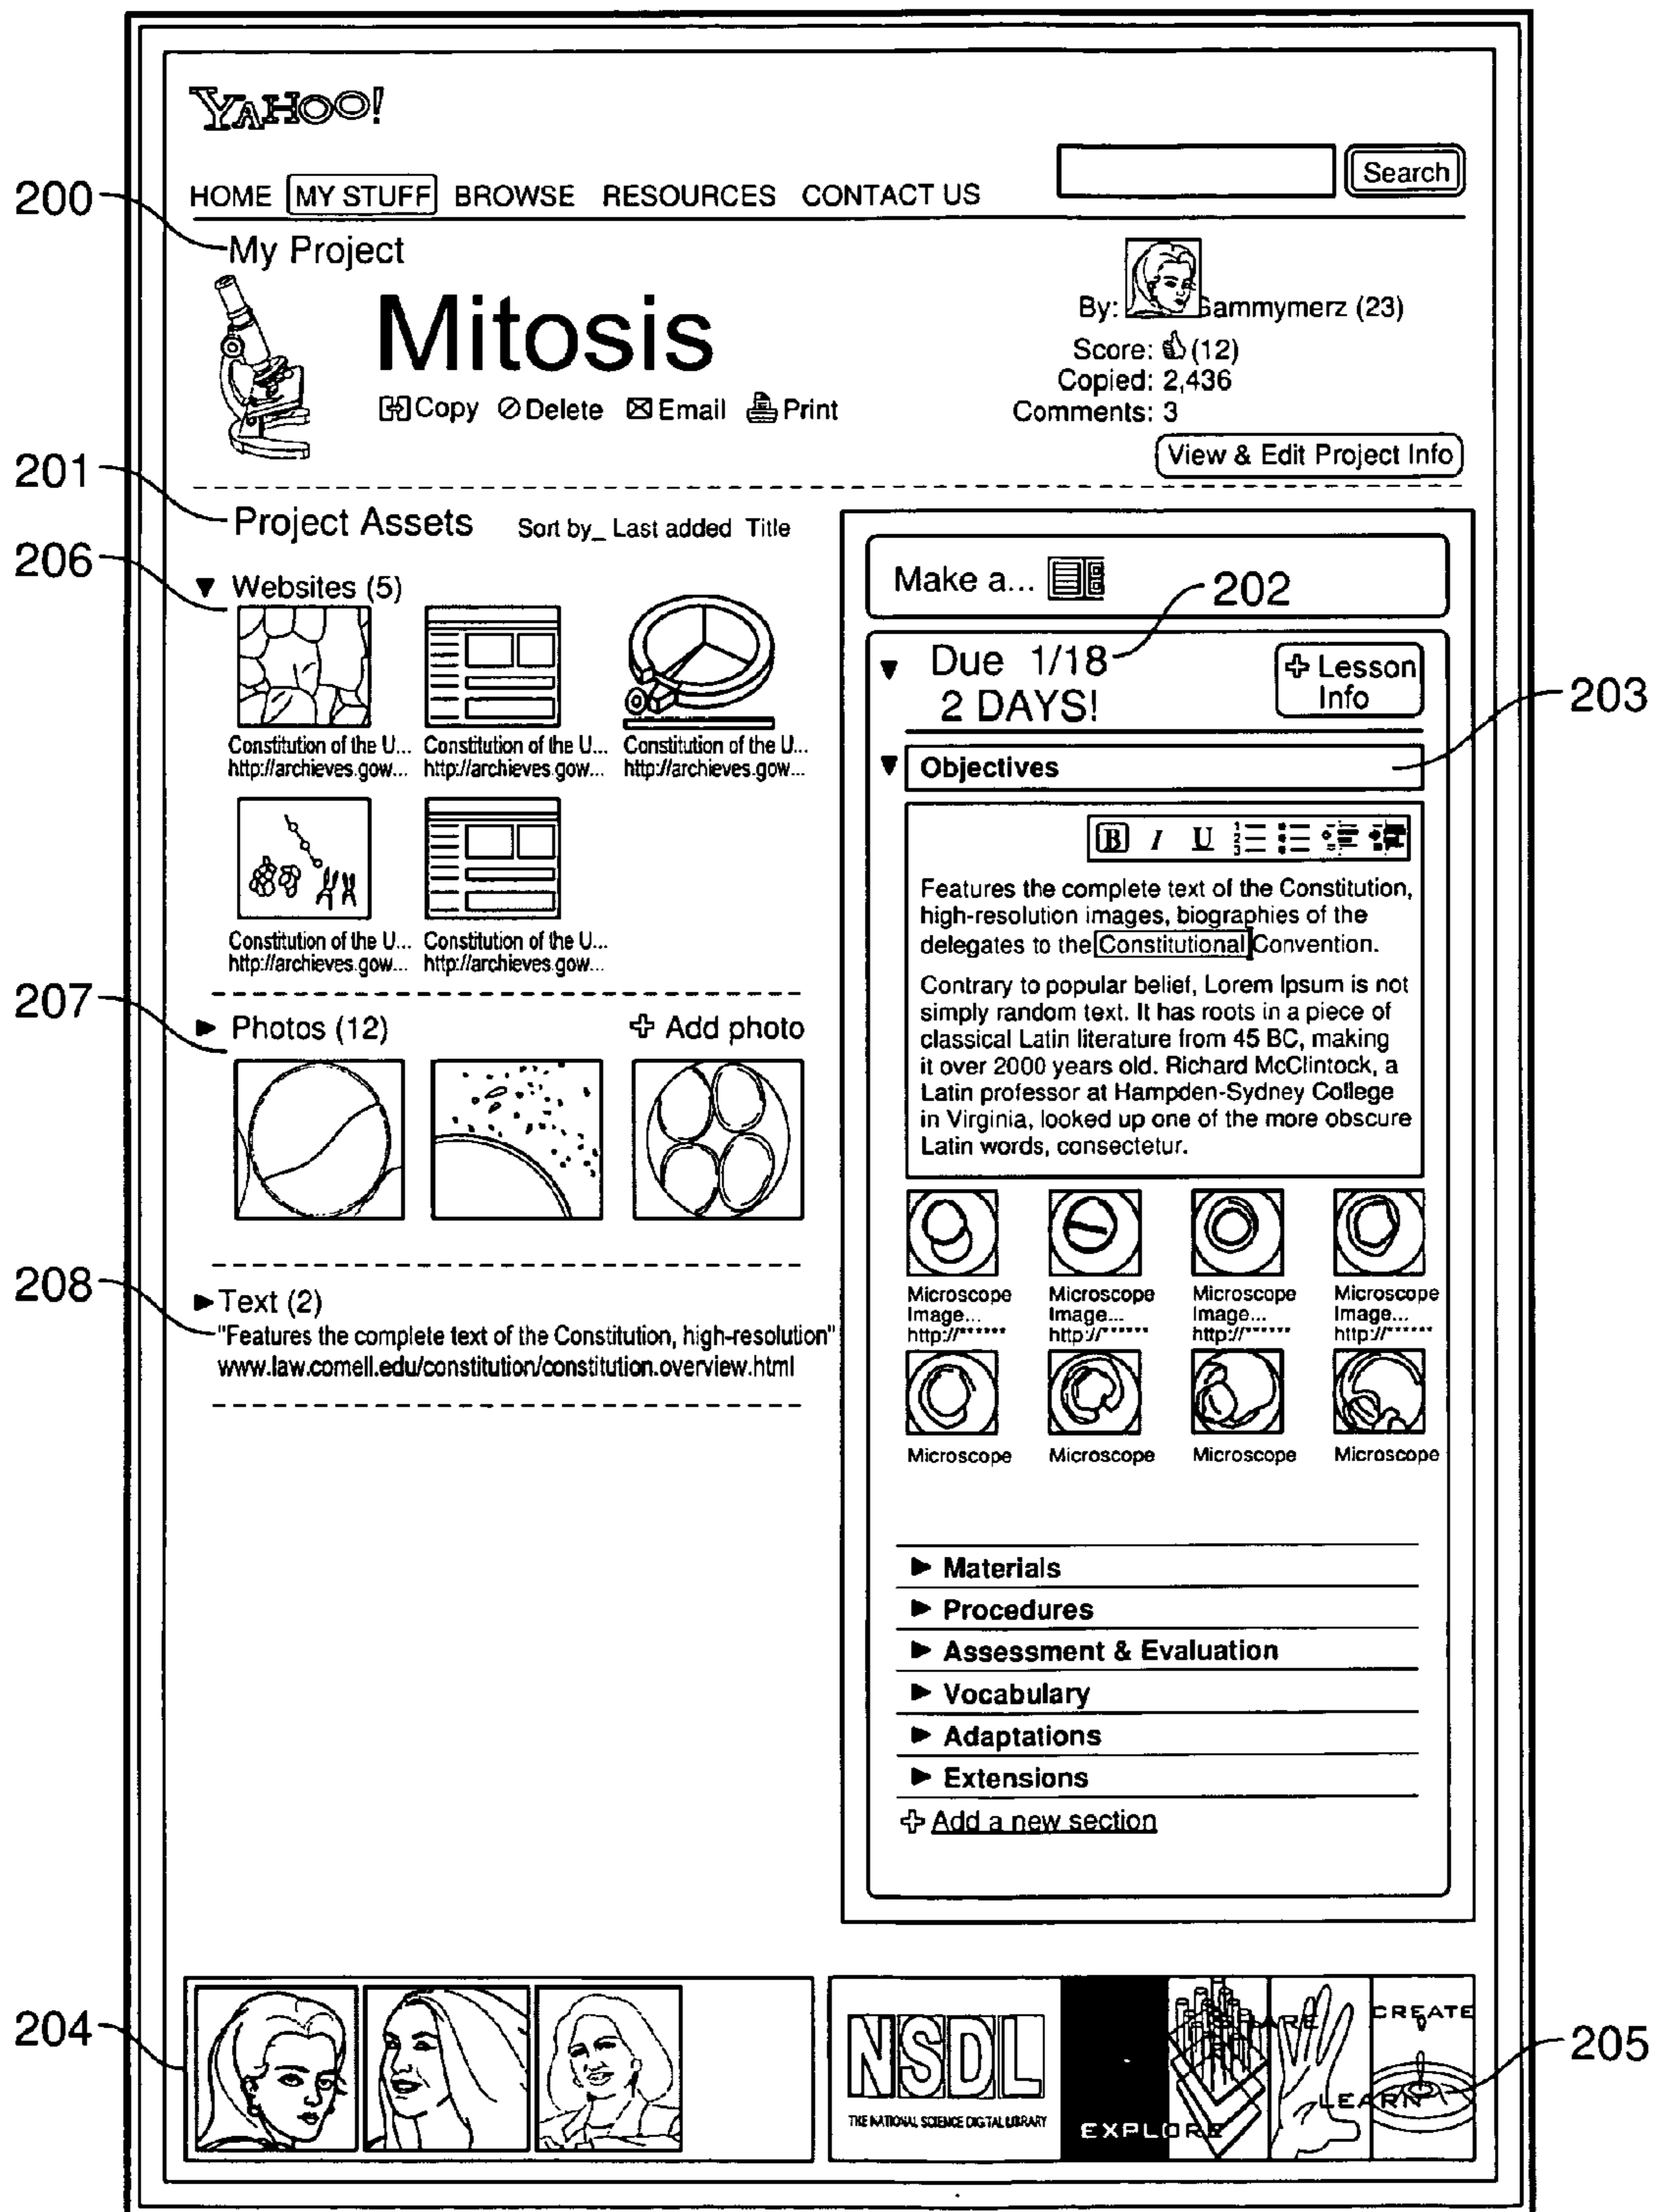 YAHOO!
HOME MY STUFF BROWSE RESOURCES CONTACT US
Search
200
My Project
Mitosis
Copy Delete Email Print
By: Sammymerz (23)
Score: (12)
Copied: 2,436
Comments: 3
View & Edit Project Info
201
Project Assets Sort by_ Last added Title
206
▼ Websites (5)
Constitution of the U... Constitution of the U... Constitution of the U...
http://archieves.gow... http://archieves.gow... http://archieves.gow...
Constitution of the U... Constitution of the U...
http://archieves.gow... http://archieves.gow...
207
► Photos (12) Add photo
208
►Text (2)
"Features the complete text of the Constitution, high-resolution"
www.law.cornell.edu/constitution/constitution.overview.html
Make a...
202
▼ Due 1/18
2 DAYS!
+ Lesson
Info
203
▼ Objectives
B I U
Features the complete text of the Constitution,
high-resolution images, biographies of the
delegates to the Constitutional Convention.
Contrary to popular belief, Lorem Ipsum is not
simply random text. It has roots in a piece of
classical Latin literature from 45 BC, making
it over 2000 years old. Richard McClintock, a
Latin professor at Hampden-Sydney College
in Virginia, looked up one of the more obscure
Latin words, consectetur.
Microscope Microscope Microscope Microscope
Image... Image... Image... Image...
http://****** http://****** http://****** http://******
Microscope Microscope Microscope Microscope
► Materials
► Procedures
► Assessment & Evaluation
► Vocabulary
► Adaptations
► Extensions
+ Add a new section
204
NSDL
THE NATIONAL SCIENCE DIGITAL LIBRARY
EXPLORE
LEARN
CREATE
205